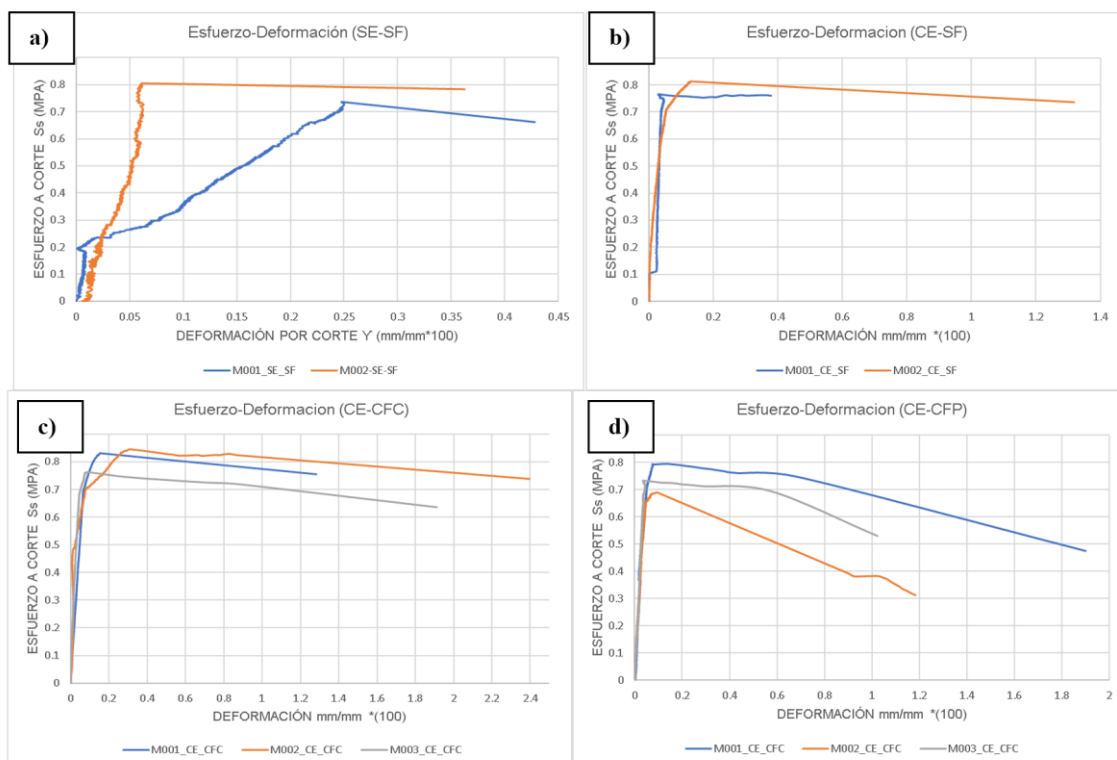 a)
Esfuerzo-Deformación (SE-SF)
ESFUERZO A CORTE Ss (MPA)
0.9
0.8
0.7
0.6
0.5
0.4
0.3
0.2
0.1
0
0 0.05 0.1 0.15 0.2 0.25 0.3 0.35 0.4 0.45
DEFORMACIÓN POR CORTE ϒ (mm/mm*100)
M001_SE_SF M002-SE-SF
b)
Esfuerzo-Deformacion (CE-SF)
ESFUERZO A CORTE Ss (MPA)
0.9
0.8
0.7
0.6
0.5
0.4
0.3
0.2
0.1
0
0 0.2 0.4 0.6 0.8 1 1.2 1.4
DEFORMACIÓN mm/mm *(100)
M001_CE_SF M002_CE_SF
c)
Esfuerzo-Deformacion (CE-CFC)
ESFUERZO A CORTE Ss (MPA)
0.9
0.8
0.7
0.6
0.5
0.4
0.3
0.2
0.1
0
0 0.2 0.4 0.6 0.8 1 1.2 1.4 1.6 1.8 2 2.2 2.4
DEFORMACIÓN mm/mm *(100)
M001_CE_CFC M002_CE_CFC M003_CE_CFC
d)
Esfuerzo-Deformacion (CE-CFP)
ESFUERZO A CORTE Ss (MPA)
0.9
0.8
0.7
0.6
0.5
0.4
0.3
0.2
0.1
0
0 0.2 0.4 0.6 0.8 1 1.2 1.4 1.6 1.8 2
DEFORMACIÓN mm/mm *(100)
M001_CE_CFC M002_CE_CFC M003_CE_CFC